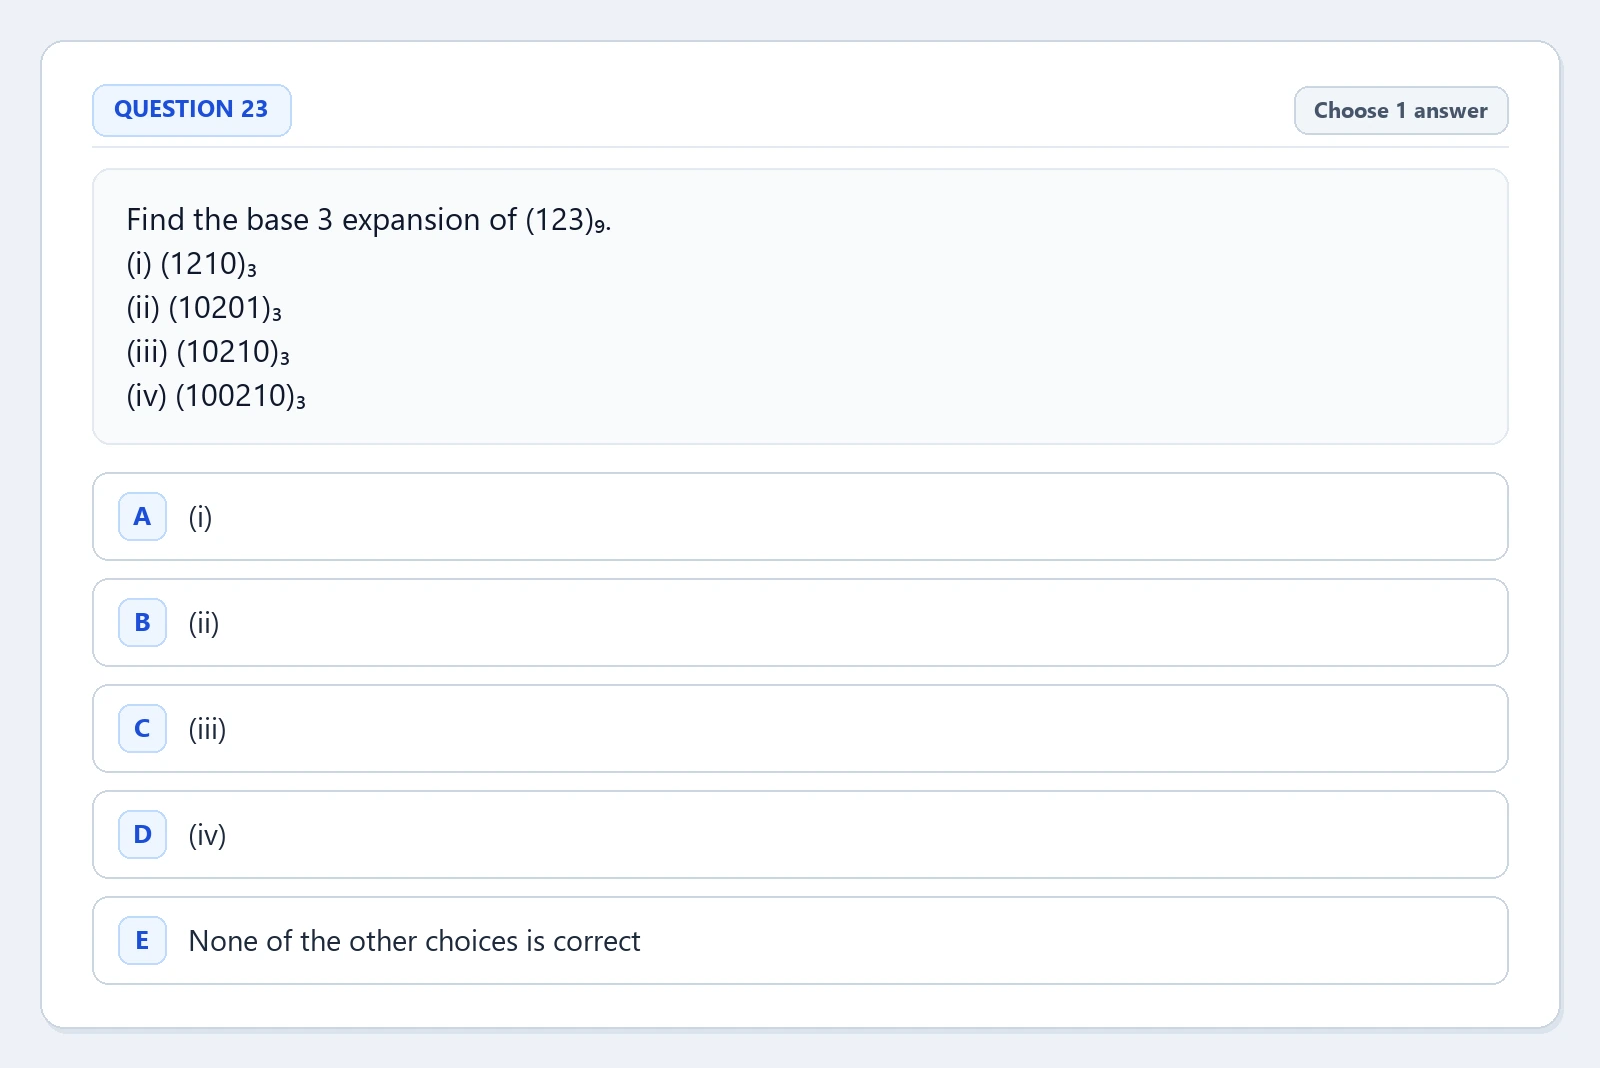 QUESTION 23
Choose 1 answer
Find the base 3 expansion of (123)₉.
(i) (1210)₃
(ii) (10201)₃
(iii) (10210)₃
(iv) (100210)₃
A (i)
B (ii)
C (iii)
D (iv)
E None of the other choices is correct